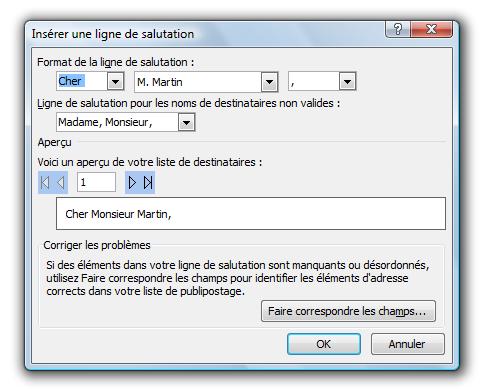 Insérer une ligne de salutation
Format de la ligne de salutation :
Cher M. Martin ,
Ligne de salutation pour les noms de destinataires non valides :
Madame, Monsieur,
Aperçu
Voici un aperçu de votre liste de destinataires :
1
Cher Monsieur Martin,
Corriger les problèmes
Si des éléments dans votre ligne de salutation sont manquants ou désordonnés,
utilisez Faire correspondre les champs pour identifier les éléments d'adresse
corrects dans votre liste de publipostage.
Faire correspondre les champs...
OK Annuler